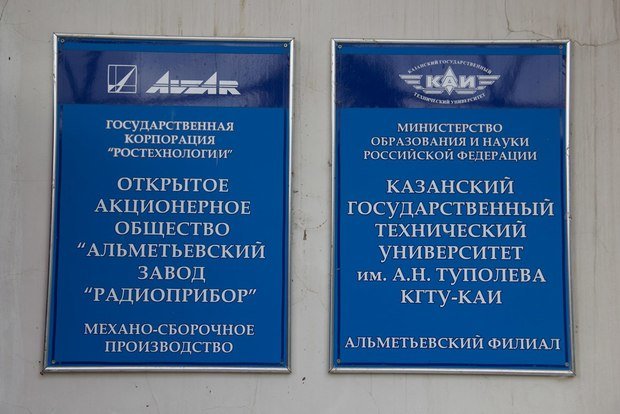 ГОСУДАРСТВЕННАЯ
КОРПОРАЦИЯ
"РОСТЕХНОЛОГИИ"
ОТКРЫТОЕ
АКЦИОНЕРНОЕ
ОБЩЕСТВО
"АЛЬМЕТЬЕВСКИЙ
ЗАВОД
"РАДИОПРИБОР"
МЕХАНО-СБОРОЧНОЕ
ПРОИЗВОДСТВО
КАЗАНСКИЙ ГОСУДАРСТВЕННЫЙ
КАИ
ТЕХНИЧЕСКИЙ УНИВЕРСИТЕТ
МИНИСТЕРСТВО
ОБРАЗОВАНИЯ И НАУКИ
РОССИЙСКОЙ ФЕДЕРАЦИИ
КАЗАНСКИЙ
ГОСУДАРСТВЕННЫЙ
ТЕХНИЧЕСКИЙ
УНИВЕРСИТЕТ
им. А.Н. ТУПОЛЕВА
КГТУ-КАИ
АЛЬМЕТЬЕВСКИЙ ФИЛИАЛ